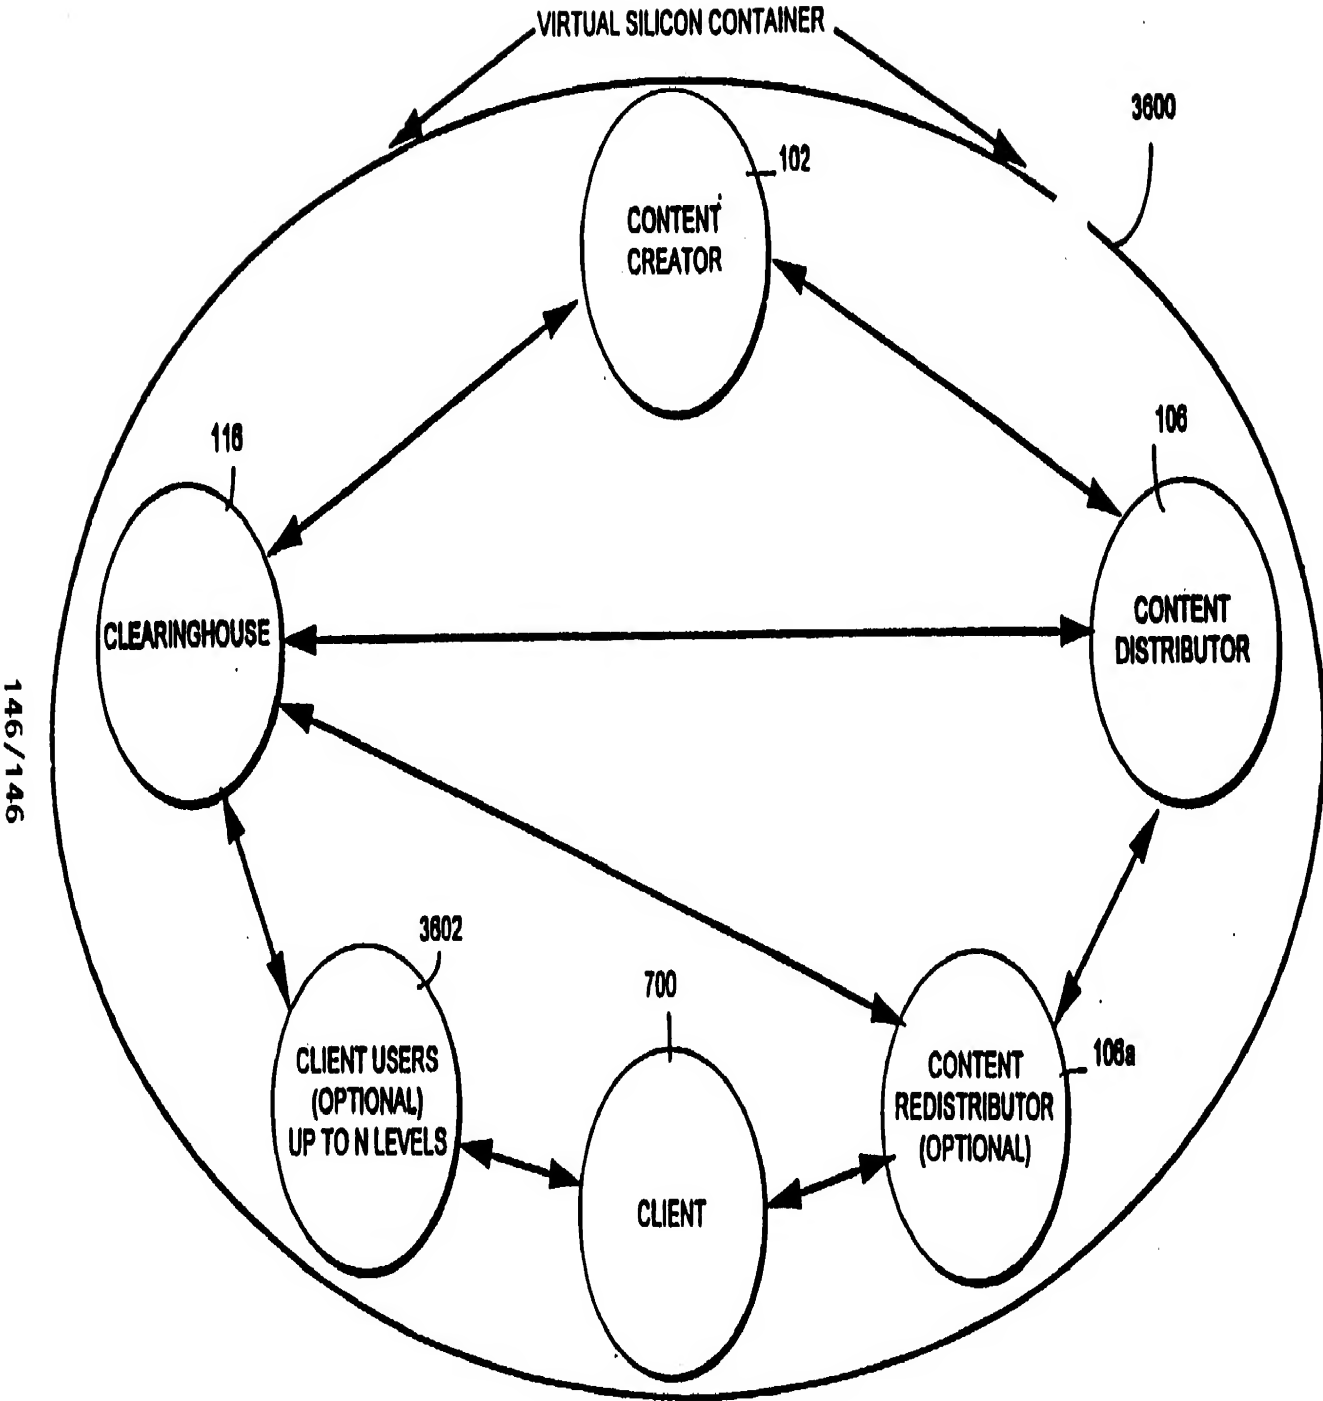 VIRTUAL SILICON CONTAINER
3600
102
CONTENT
CREATOR
116
106
CLEARINGHOUSE
CONTENT
DISTRIBUTOR
146/146
3602
700
CLIENT USERS
(OPTIONAL)
UP TO N LEVELS
CONTENT
REDISTRIBUTOR
(OPTIONAL)
106a
CLIENT